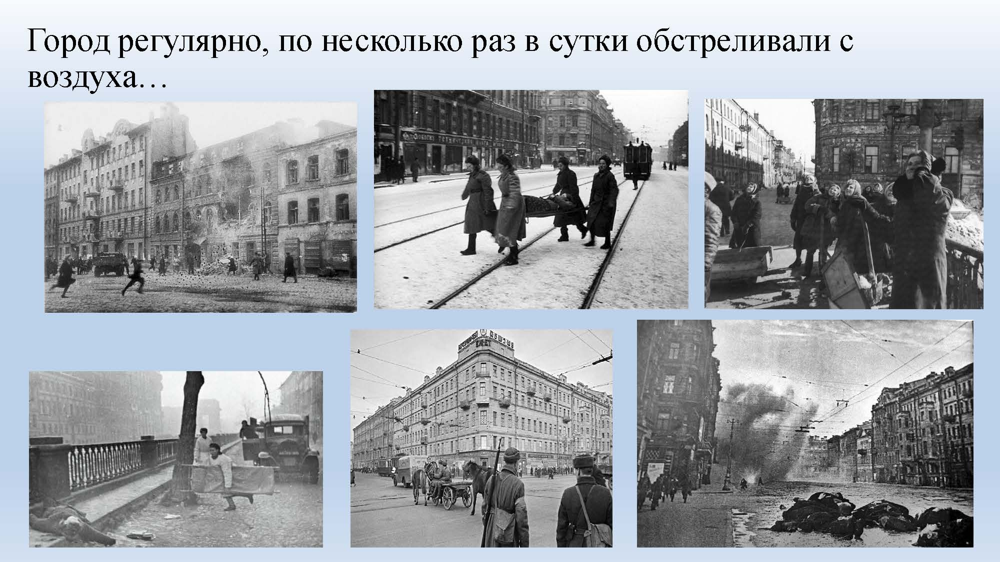 Город регулярно, по несколько раз в сутки обстреливали с
воздуха…